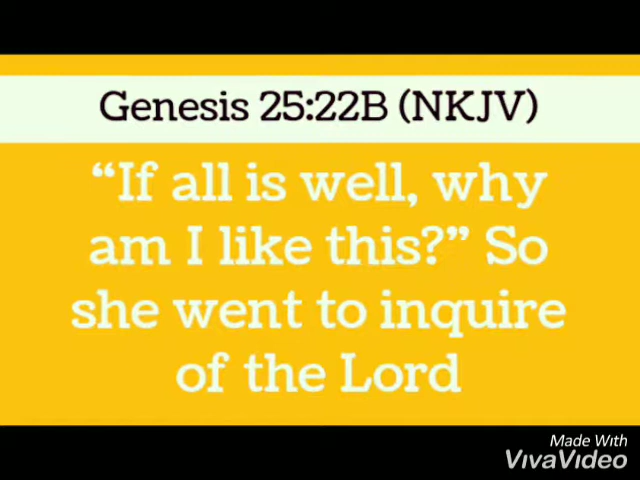 Genesis 25:22B (NKJV)
“If all is well, why
am I like this?” So
she went to inquire
of the Lord
Made With
VivaVideo